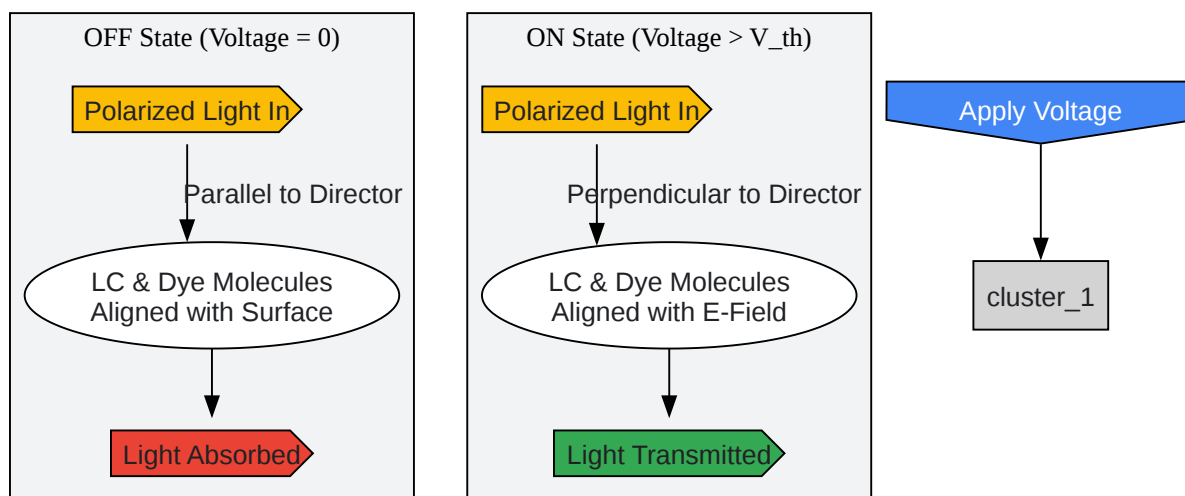 OFF State (Voltage = 0)
Polarized Light In
Parallel to Director
LC & Dye Molecules
Aligned with Surface
Light Absorbed
ON State (Voltage > V_th)
Polarized Light In
Perpendicular to Director
LC & Dye Molecules
Aligned with E-Field
Light Transmitted
Apply Voltage
cluster_1